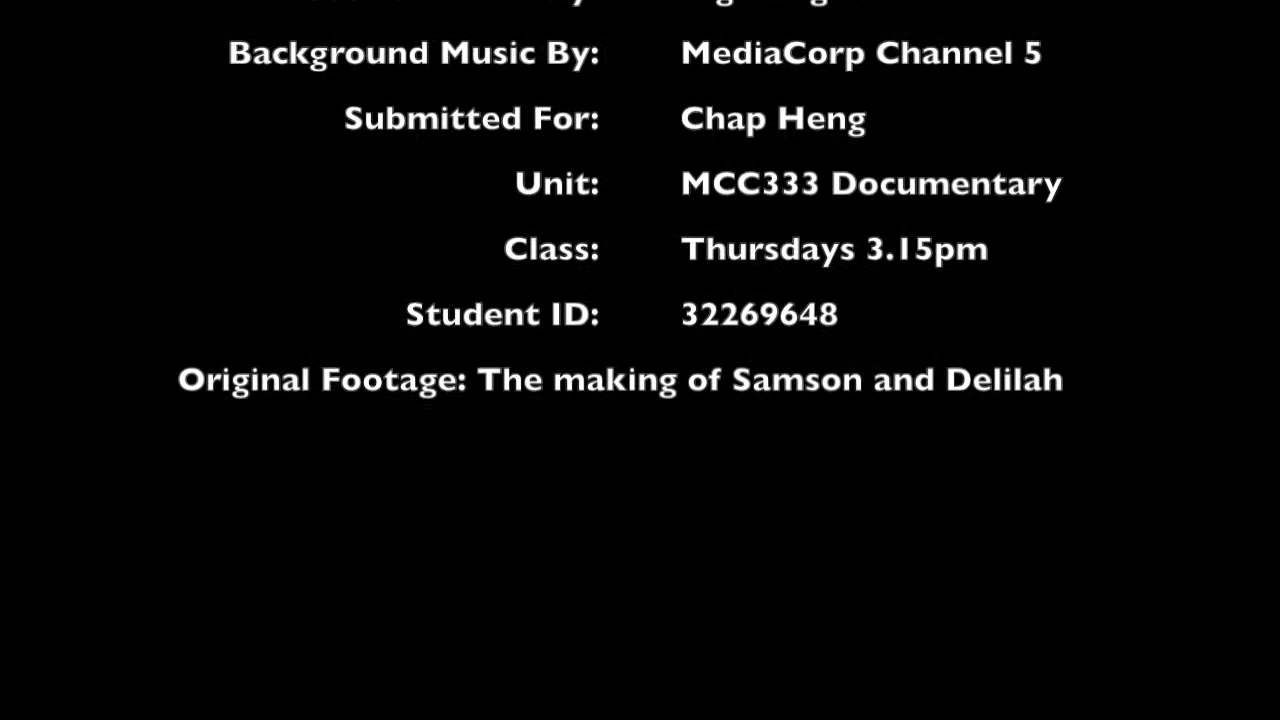 Background Music By: MediaCorp Channel 5
Submitted For: Chap Heng
Unit: MCC333 Documentary
Class: Thursdays 3.15pm
Student ID: 32269648
Original Footage: The making of Samson and Delilah